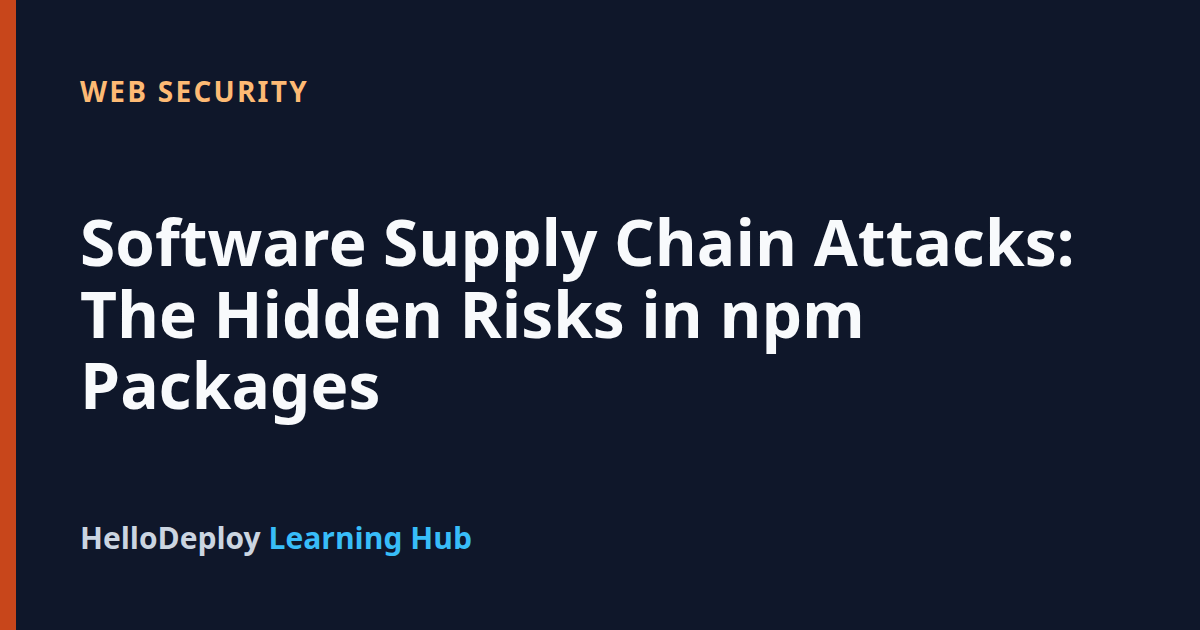 WEB SECURITY
Software Supply Chain Attacks:
The Hidden Risks in npm
Packages
HelloDeploy Learning Hub